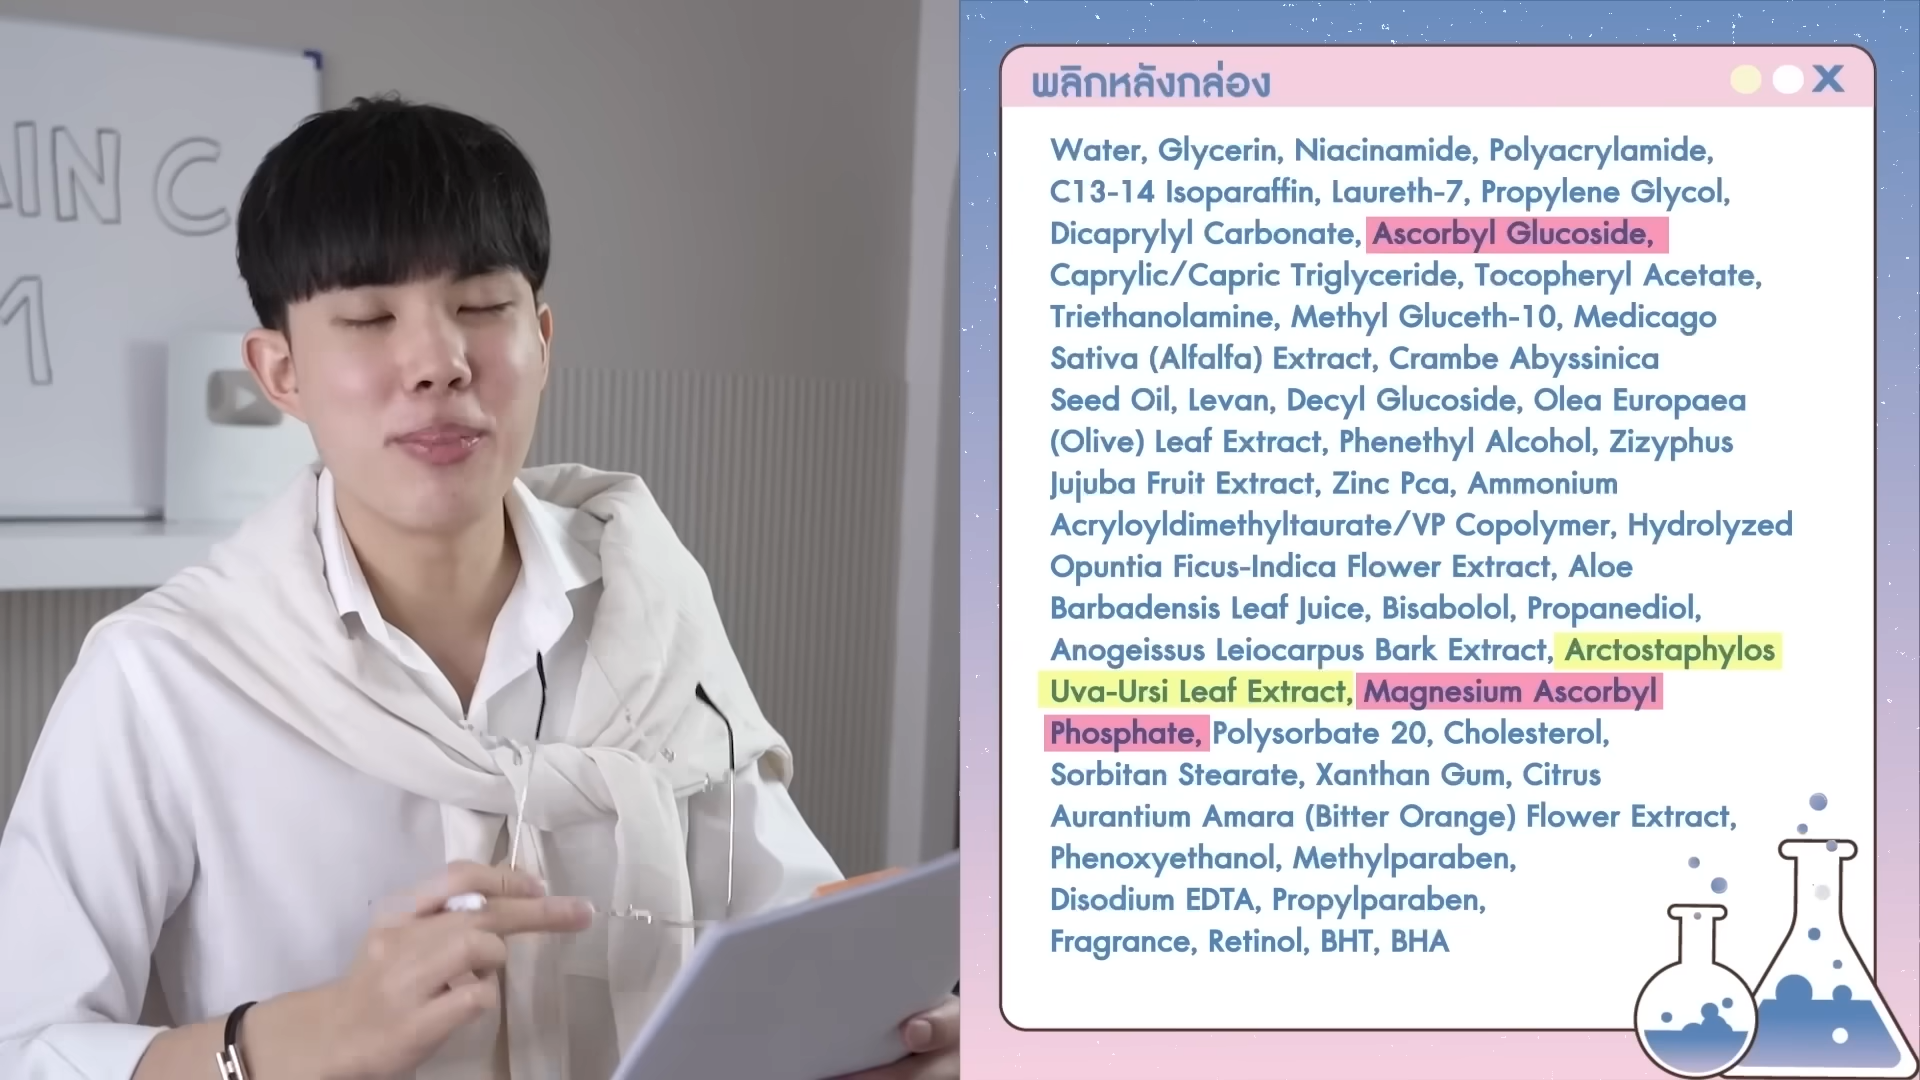 AIN C
1
พลิกหลังกล่อง
X
Water, Glycerin, Niacinamide, Polyacrylamide,
C13-14 Isoparaffin, Laureth-7, Propylene Glycol,
Dicaprylyl Carbonate, Ascorbyl Glucoside,
Caprylic/Capric Triglyceride, Tocopheryl Acetate,
Triethanolamine, Methyl Gluceth-10, Medicago
Sativa (Alfalfa) Extract, Crambe Abyssinica
Seed Oil, Levan, Decyl Glucoside, Olea Europaea
(Olive) Leaf Extract, Phenethyl Alcohol, Zizyphus
Jujuba Fruit Extract, Zinc Pca, Ammonium
Acryloyldimethyltaurate/VP Copolymer, Hydrolyzed
Opuntia Ficus-Indica Flower Extract, Aloe
Barbadensis Leaf Juice, Bisabolol, Propanediol,
Anogeissus Leiocarpus Bark Extract, Arctostaphylos
Uva-Ursi Leaf Extract, Magnesium Ascorbyl
Phosphate, Polysorbate 20, Cholesterol,
Sorbitan Stearate, Xanthan Gum, Citrus
Aurantium Amara (Bitter Orange) Flower Extract,
Phenoxyethanol, Methylparaben,
Disodium EDTA, Propylparaben,
Fragrance, Retinol, BHT, BHA